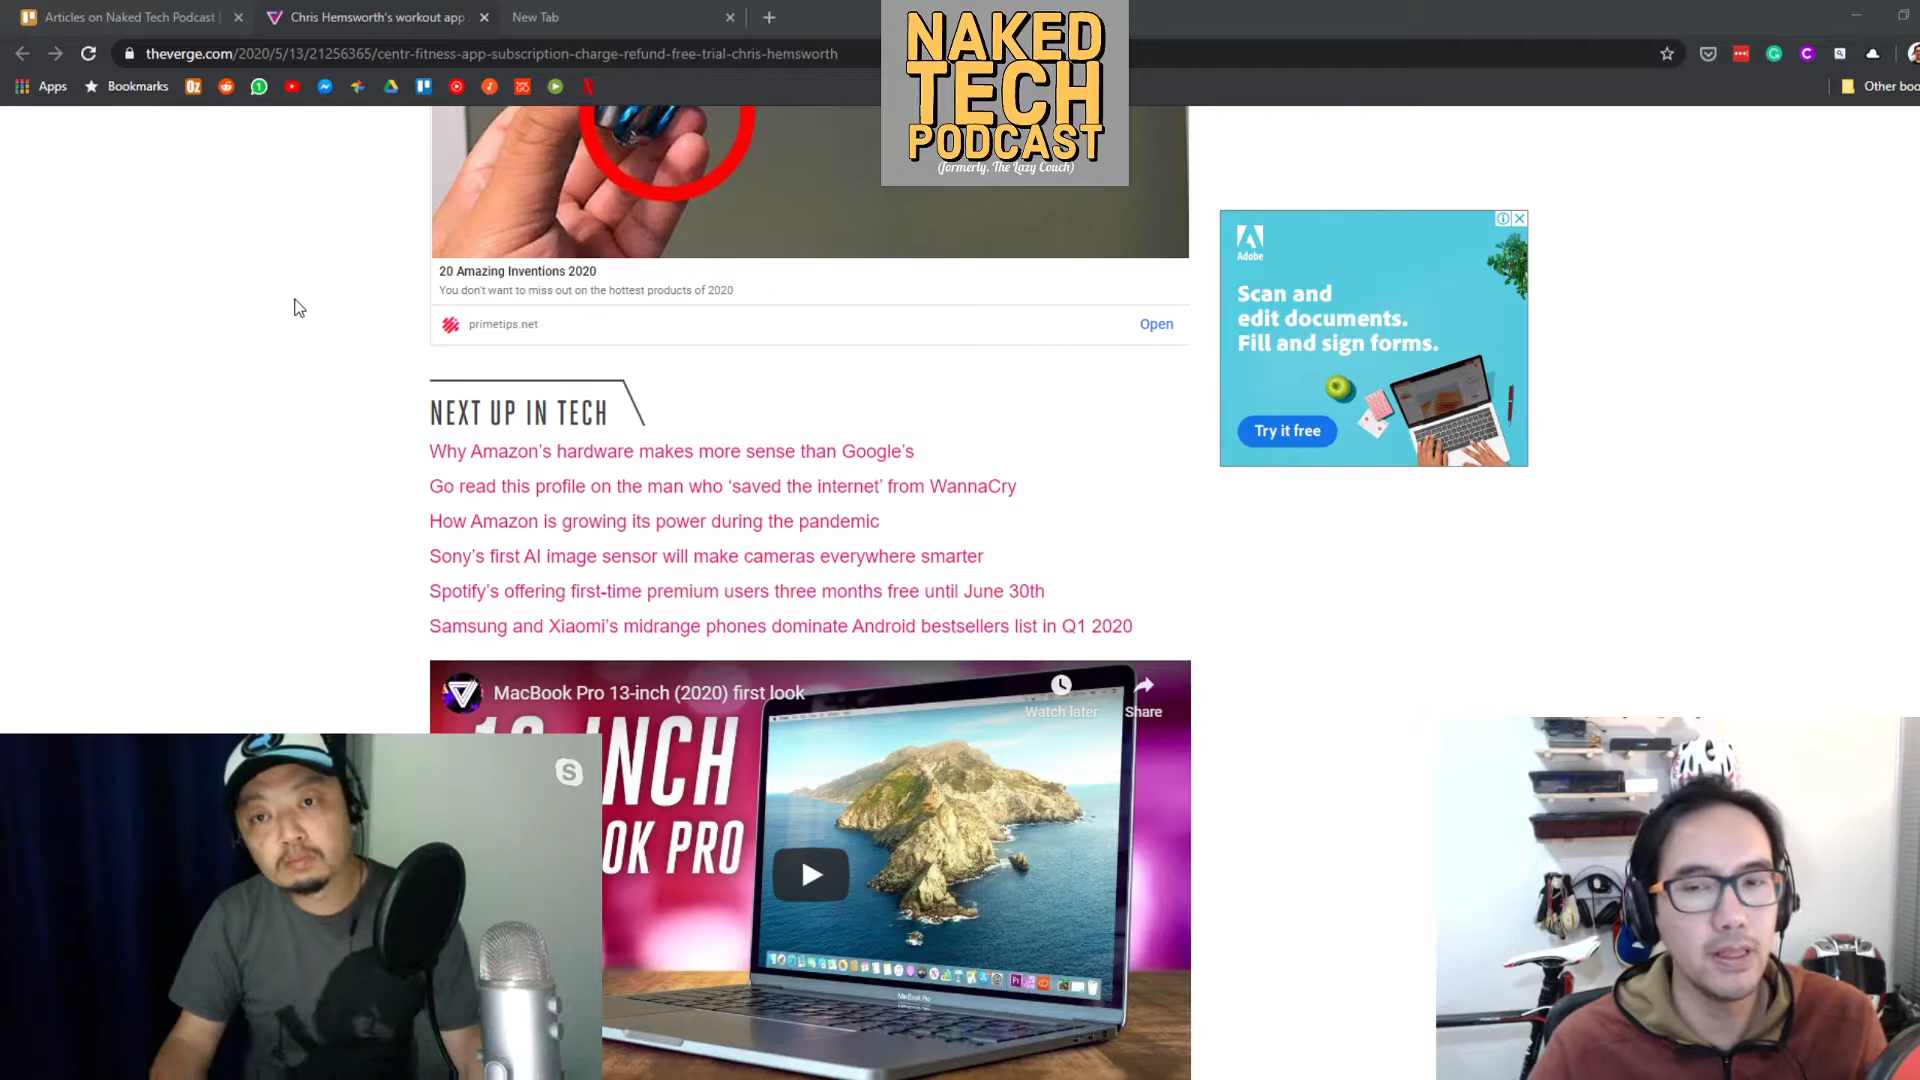 Articles on Naked Tech Podcast |
Chris Hemsworth's workout app
New Tab
theverge.com/2020/5/13/21256365/centr-fitness-app-subscription-charge-refund-free-trial-chris-hemsworth
Apps
Bookmarks
Other boo
NAKED
TECH
PODCAST
(formerly, The Lazy Couch)
20 Amazing Inventions 2020
You don't want to miss out on the hottest products of 2020
primetips.net
Open
Adobe
Scan and
edit documents.
Fill and sign forms.
Try it free
NEXT UP IN TECH
Why Amazon's hardware makes more sense than Google's
Go read this profile on the man who ‘saved the internet’ from WannaCry
How Amazon is growing its power during the pandemic
Sony's first AI image sensor will make cameras everywhere smarter
Spotify's offering first-time premium users three months free until June 30th
Samsung and Xiaomi's midrange phones dominate Android bestsellers list in Q1 2020
MacBook Pro 13-inch (2020) first look
Watch later
Share
INCH
OK PRO
MacBook Pro